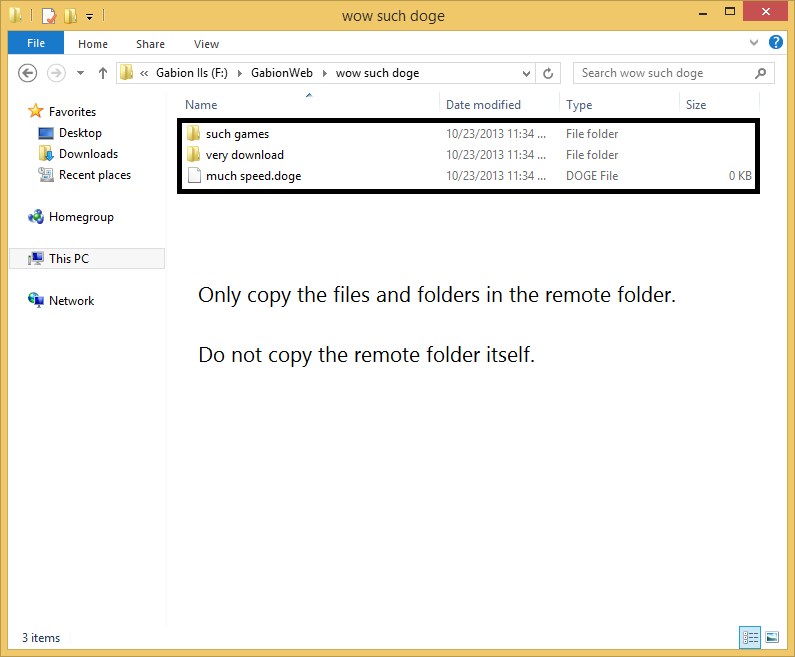 wow such doge
File Home Share View
« Gabion IIs (F:) GabionWeb wow such doge Search wow such doge
Name Date modified Type Size
such games 10/23/2013 11:34 ... File folder
very download 10/23/2013 11:34 ... File folder
much speed.doge 10/23/2013 11:34 ... DOGE File 0 KB
Favorites
Desktop
Downloads
Recent places
Homegroup
This PC
Network
Only copy the files and folders in the remote folder.
Do not copy the remote folder itself.
3 items